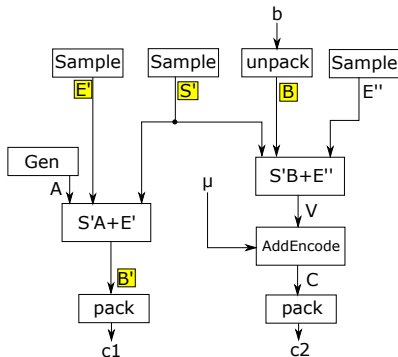 b
Sample Sample unpack Sample
E' S' B E''
Gen
A
S'B+E''
μ
S'A+E'
V
AddEncode
B' C
pack pack
c1 c2